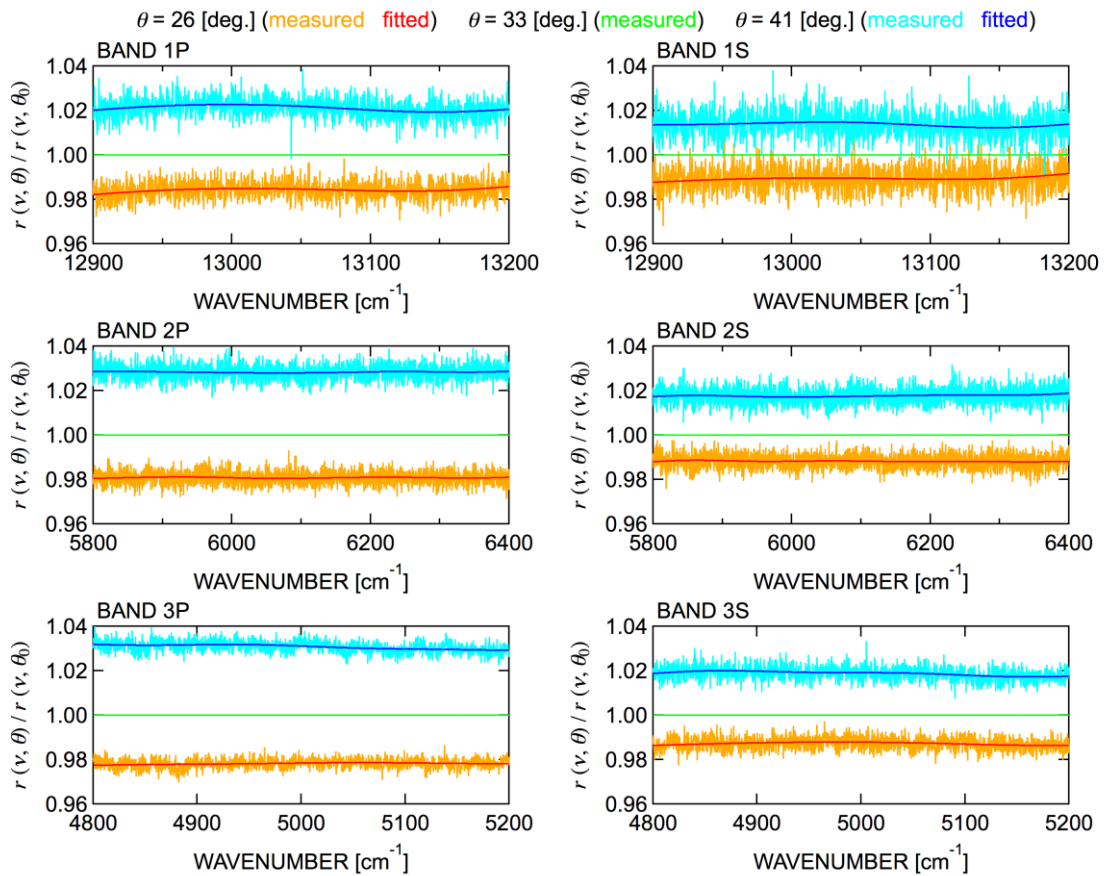 θ = 26 [deg.] (measured fitted) θ = 33 [deg.] (measured) θ = 41 [deg.] (measured fitted)
BAND 1P
r (ν, θ) / r (ν, θ0)
1.04
1.02
1.00
0.98
0.96
12900 13000 13100 13200
WAVENUMBER [cm⁻¹]
BAND 1S
r (ν, θ) / r (ν, θ0)
1.04
1.02
1.00
0.98
0.96
12900 13000 13100 13200
WAVENUMBER [cm⁻¹]
BAND 2P
r (ν, θ) / r (ν, θ0)
1.04
1.02
1.00
0.98
0.96
5800 6000 6200 6400
WAVENUMBER [cm⁻¹]
BAND 2S
r (ν, θ) / r (ν, θ0)
1.04
1.02
1.00
0.98
0.96
5800 6000 6200 6400
WAVENUMBER [cm⁻¹]
BAND 3P
r (ν, θ) / r (ν, θ0)
1.04
1.02
1.00
0.98
0.96
4800 4900 5000 5100 5200
WAVENUMBER [cm⁻¹]
BAND 3S
r (ν, θ) / r (ν, θ0)
1.04
1.02
1.00
0.98
0.96
4800 4900 5000 5100 5200
WAVENUMBER [cm⁻¹]